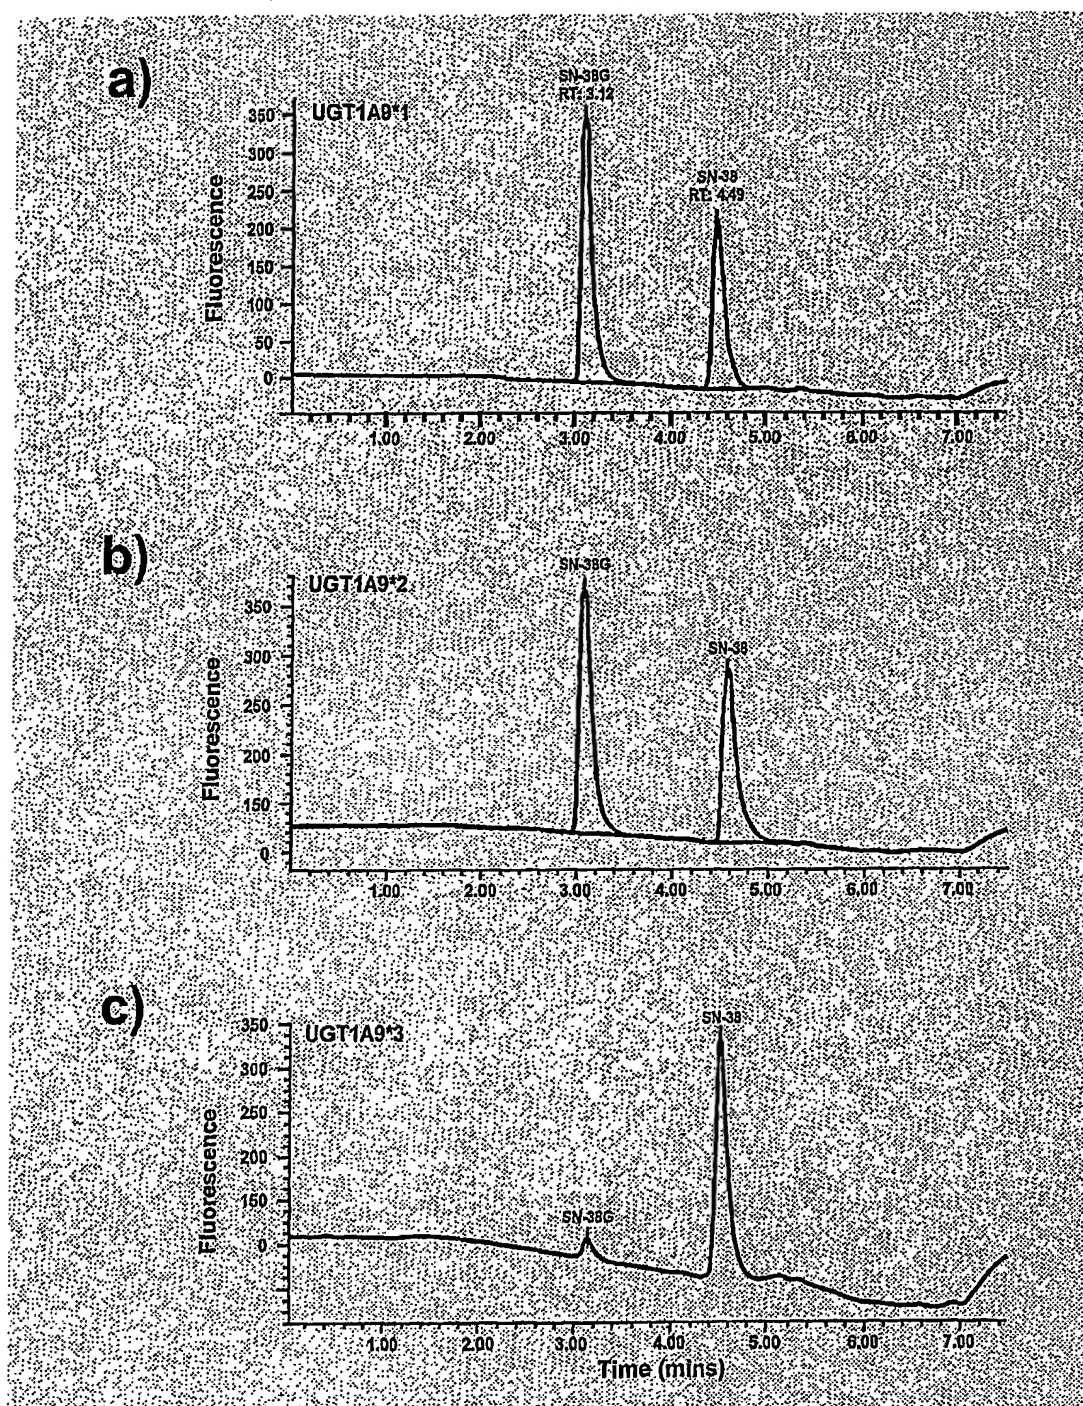 a)
SN-38G
RT: 3.12
UGT1A9*1
SN-38
RT: 4.49
Fluorescence
350
300
250
200
150
100
50
0
1.00 2.00 3.00 4.00 5.00 6.00 7.00
b)
SN-38G
UGT1A9*2
SN-38
Fluorescence
350
300
250
200
150
0
1.00 2.00 3.00 4.00 5.00 6.00 7.00
c)
SN-38
UGT1A9*3
SN-38G
Fluorescence
350
300
250
200
150
0
1.00 2.00 3.00 4.00 5.00 6.00 7.00
Time (mins)